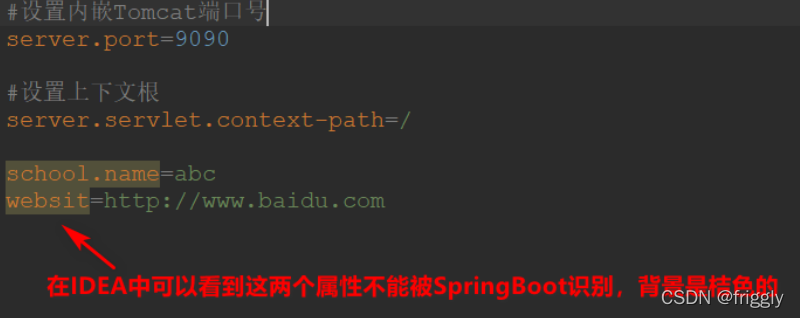 #设置内嵌Tomcat端口号
server.port=9090
#设置上下文根
server.servlet.context-path=/
school.name=abc
websit=http://www.baidu.com
在IDEA中可以看到这两个属性不能被SpringBoot识别，背景是桔色的
CSDN @friggly